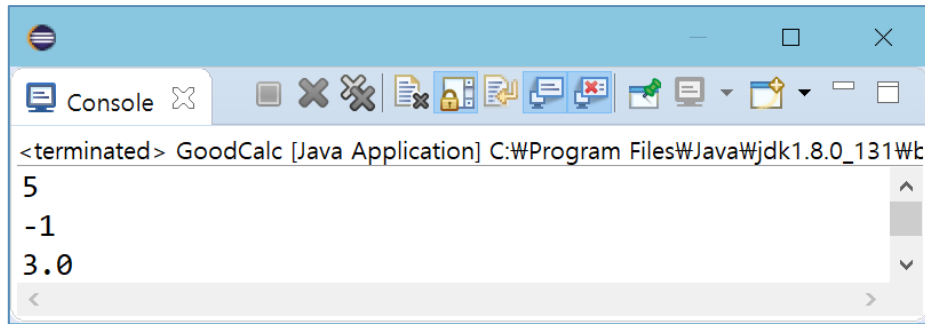 Console
<terminated> GoodCalc [Java Application] C:₩Program Files₩Java₩jdk1.8.0_131₩b
5
-1
3.0